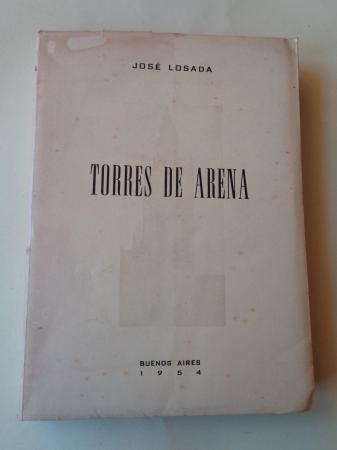 JOSÉ LOSADA
TORRES DE ARENA
BUENOS AIRES
1954